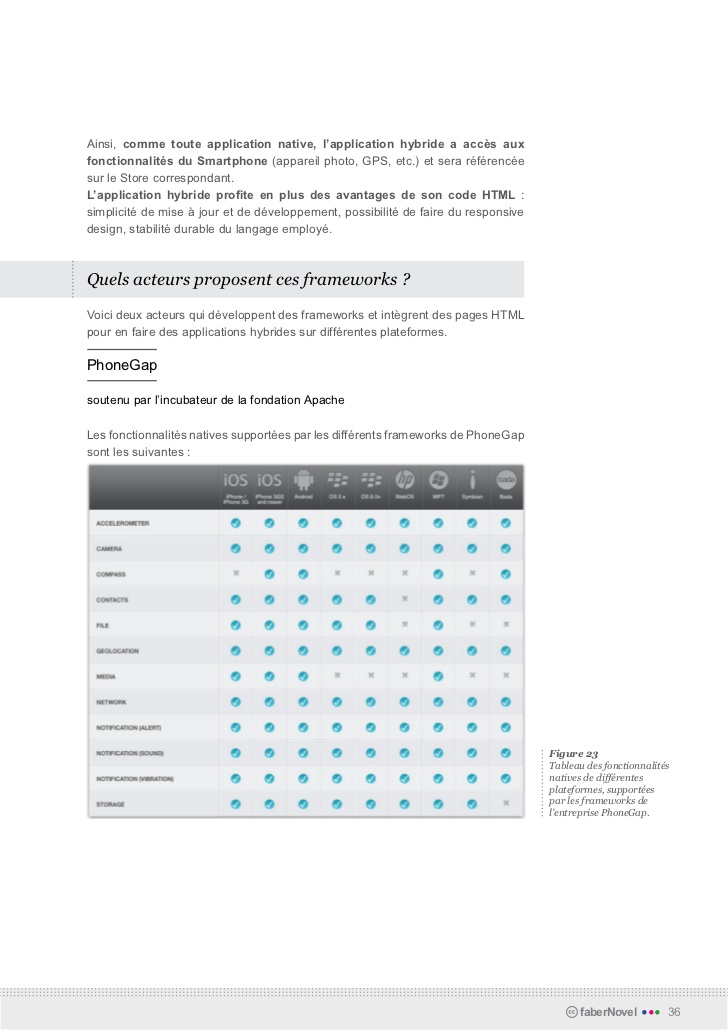 Ainsi, comme toute application native, l'application hybride a accès aux
fonctionnalités du Smartphone (appareil photo, GPS, etc.) et sera référencée
sur le Store correspondant.
L'application hybride profite en plus des avantages de son code HTML :
simplicité de mise à jour et de développement, possibilité de faire du responsive
design, stabilité durable du langage employé.
Quels acteurs proposent ces frameworks ?
Voici deux acteurs qui développent des frameworks et intègrent des pages HTML
pour en faire des applications hybrides sur différentes plateformes.
PhoneGap
soutenu par l'incubateur de la fondation Apache
Les fonctionnalités natives supportées par les différents frameworks de PhoneGap
sont les suivantes :
iOS iOS hp bada
iPhone / iPhone 3G iPhone 3GS and newer Android OS 5.x OS 6.0+ WebOS WP7 Symbian Bada
ACCELEROMETER
CAMERA
COMPASS
CONTACTS
FILE
GEOLOCATION
MEDIA
NETWORK
NOTIFICATION (ALERT)
NOTIFICATION (SOUND)
NOTIFICATION (VIBRATION)
STORAGE
Figure 23
Tableau des fonctionnalités
natives de différentes
plateformes, supportées
par les frameworks de
l'entreprise PhoneGap.
cc faberNovel 36